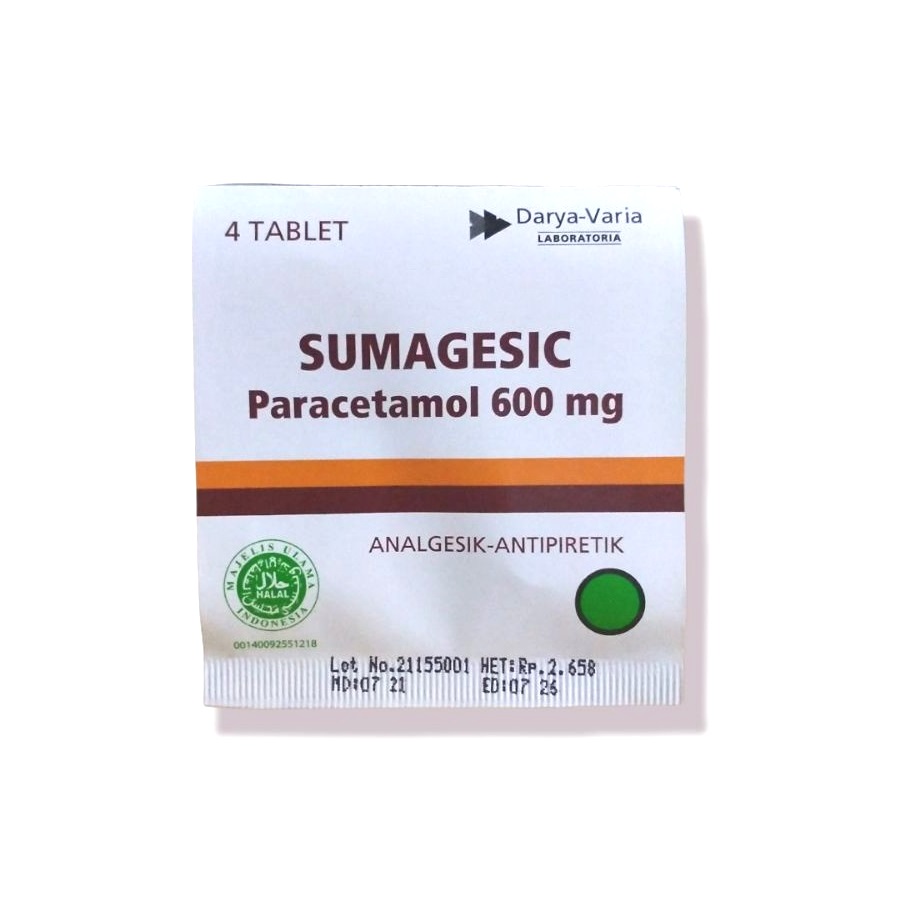 4 TABLET
Darya-Varia
LABORATORIA
SUMAGESIC
Paracetamol 600 mg
ANALGESIK-ANTIPIRETIK
MAJELIS ULAMA
حلال
HALAL
INDONESIA
00140092551218
Lot No.21155001 HET:Rp.2.658
MD:07 21 ED:07 26